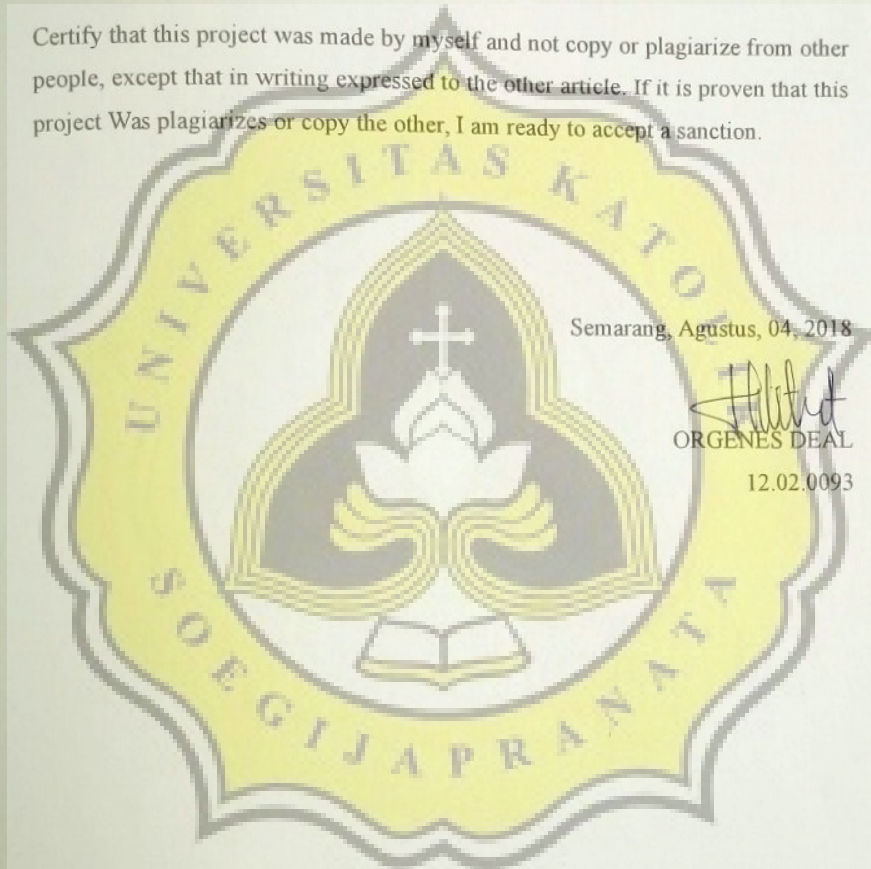 Certify that this project was made by myself and not copy or plagiarize from other
people, except that in writing expressed to the other article. If it is proven that this
project Was plagiarizes or copy the other, I am ready to accept a sanction.
UNIVERSITAS KATOLIK
Semarang, Agustus, 04, 2018
ORGENES DEAL
12.02.0093
SOEGIJAPRANATA